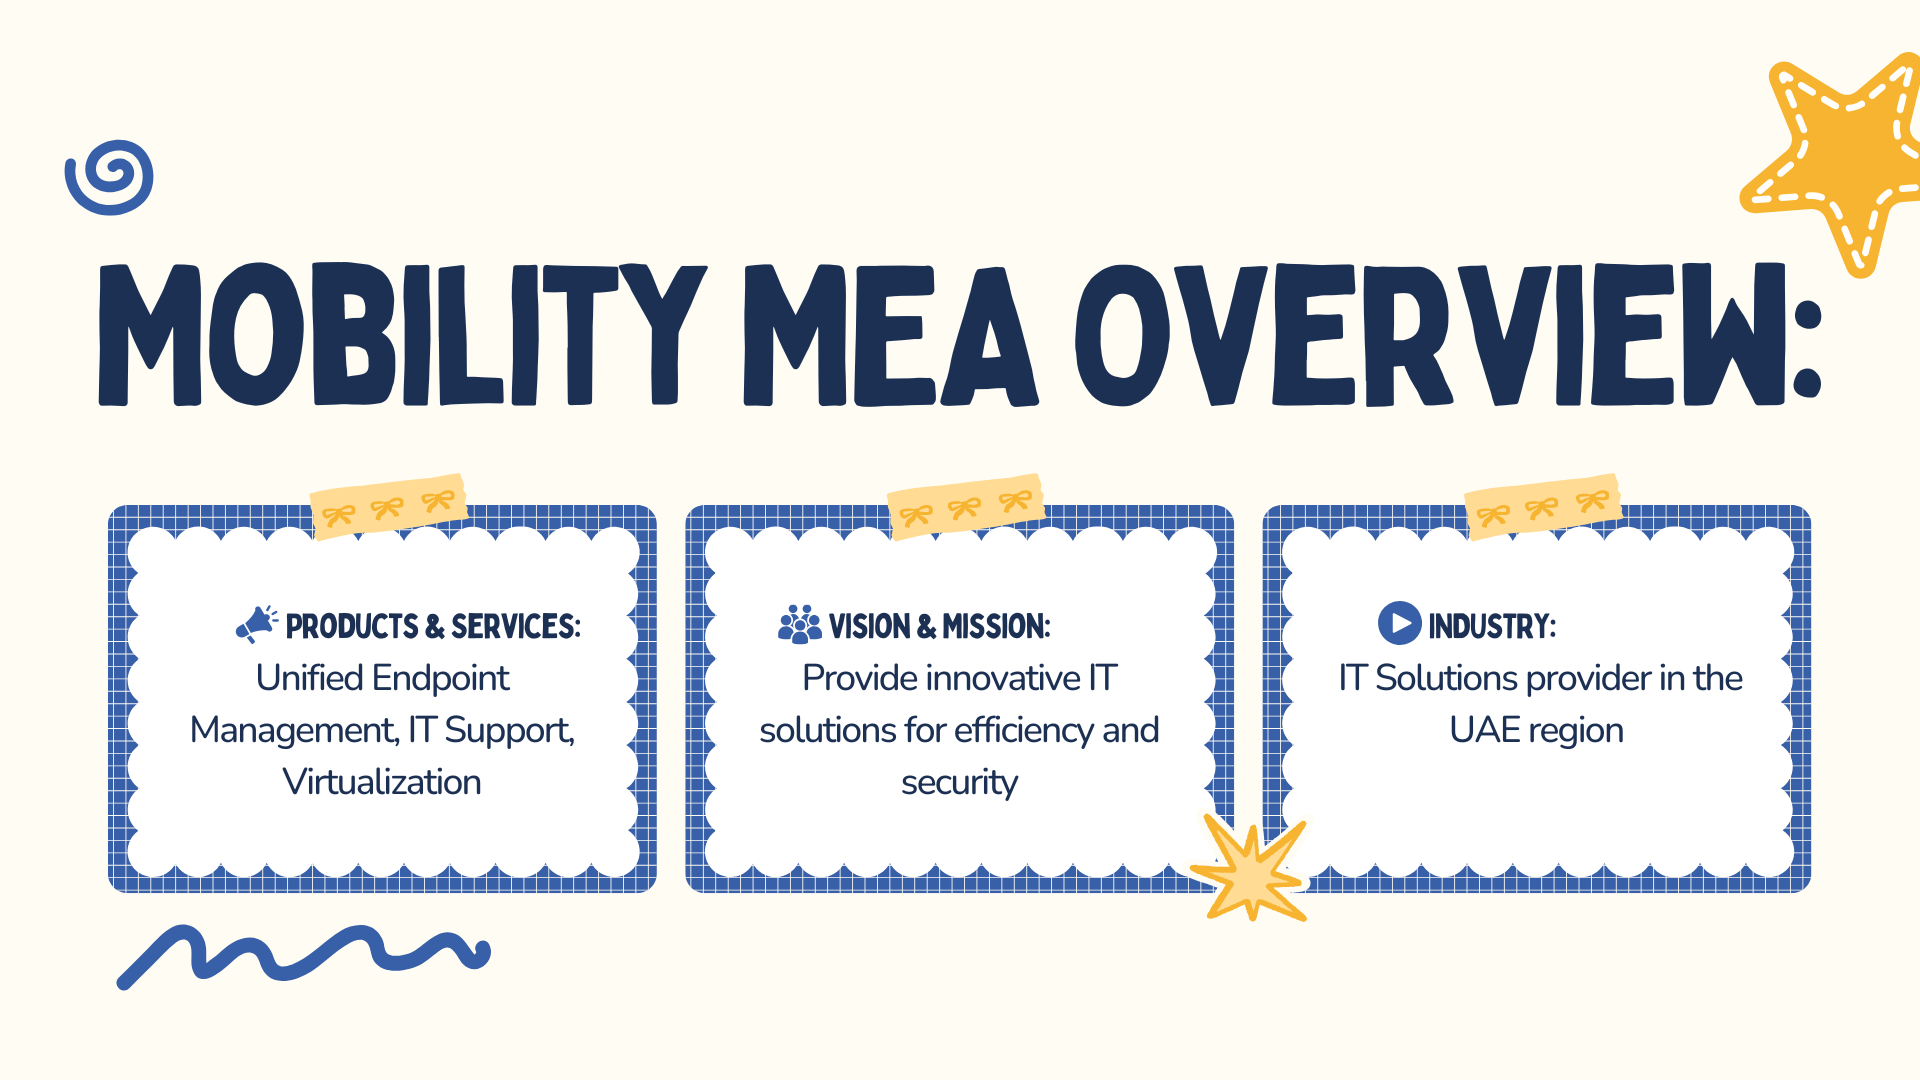 MOBILITY MEA OVERVIEW:
PRODUCTS & SERVICES:
Unified Endpoint
Management, IT Support,
Virtualization
VISION & MISSION:
Provide innovative IT
solutions for efficiency and
security
INDUSTRY:
IT Solutions provider in the
UAE region